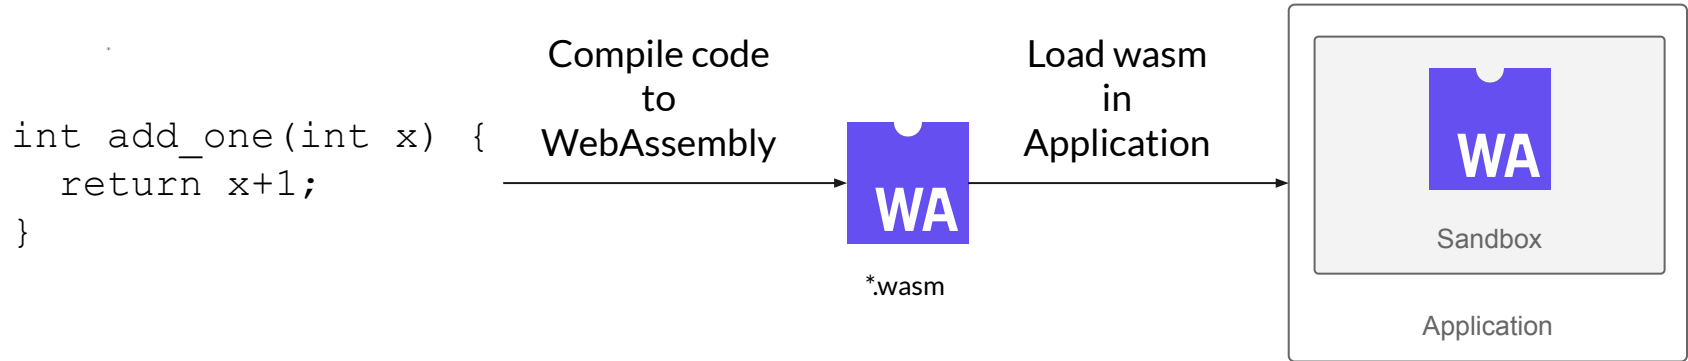 int add_one(int x) {
  return x+1;
}
Compile code
to
WebAssembly
WA
*.wasm
Load wasm
in
Application
WA
Sandbox
Application